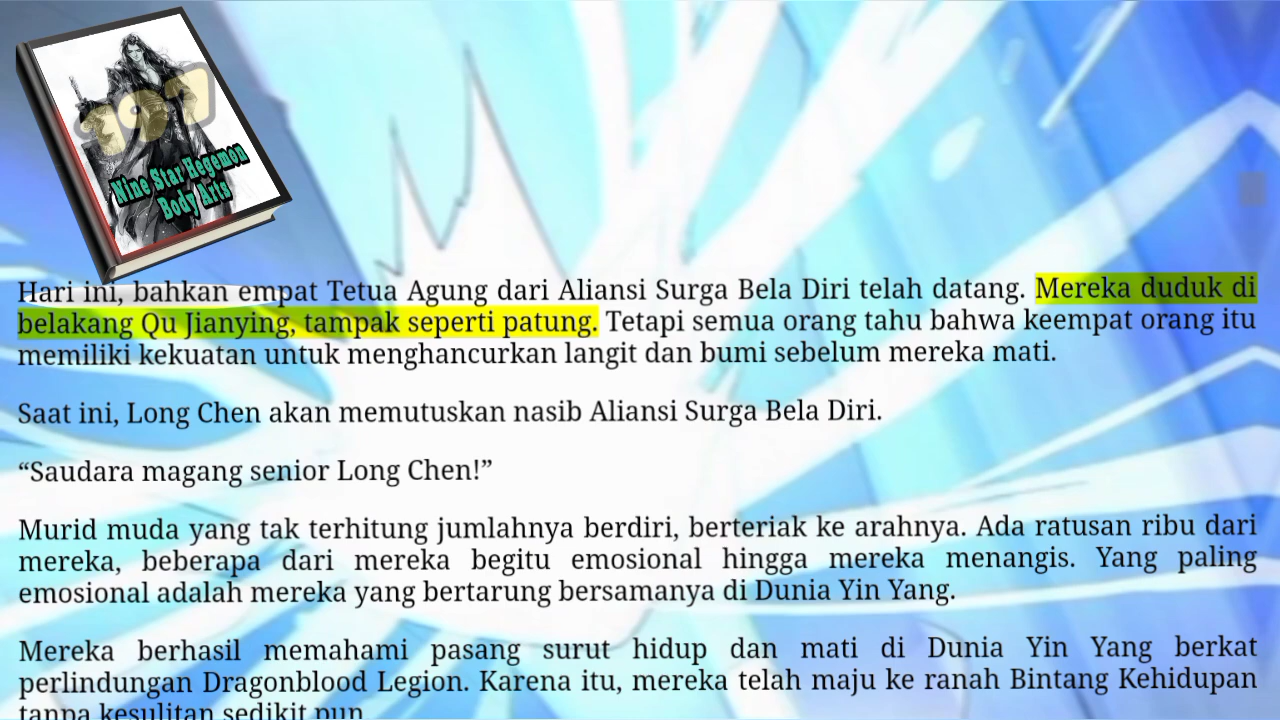 197
Nine Star Hegemon
Body Arts
Hari ini, bahkan empat Tetua Agung dari Aliansi Surga Bela Diri telah datang. Mereka duduk di
belakang Qu Jianying, tampak seperti patung. Tetapi semua orang tahu bahwa keempat orang itu
memiliki kekuatan untuk menghancurkan langit dan bumi sebelum mereka mati.
Saat ini, Long Chen akan memutuskan nasib Aliansi Surga Bela Diri.
“Saudara magang senior Long Chen!”
Murid muda yang tak terhitung jumlahnya berdiri, berteriak ke arahnya. Ada ratusan ribu dari
mereka, beberapa dari mereka begitu emosional hingga mereka menangis. Yang paling
emosional adalah mereka yang bertarung bersamanya di Dunia Yin Yang.
Mereka berhasil memahami pasang surut hidup dan mati di Dunia Yin Yang berkat
perlindungan Dragonblood Legion. Karena itu, mereka telah maju ke ranah Bintang Kehidupan
tanpa kesulitan sedikit pun